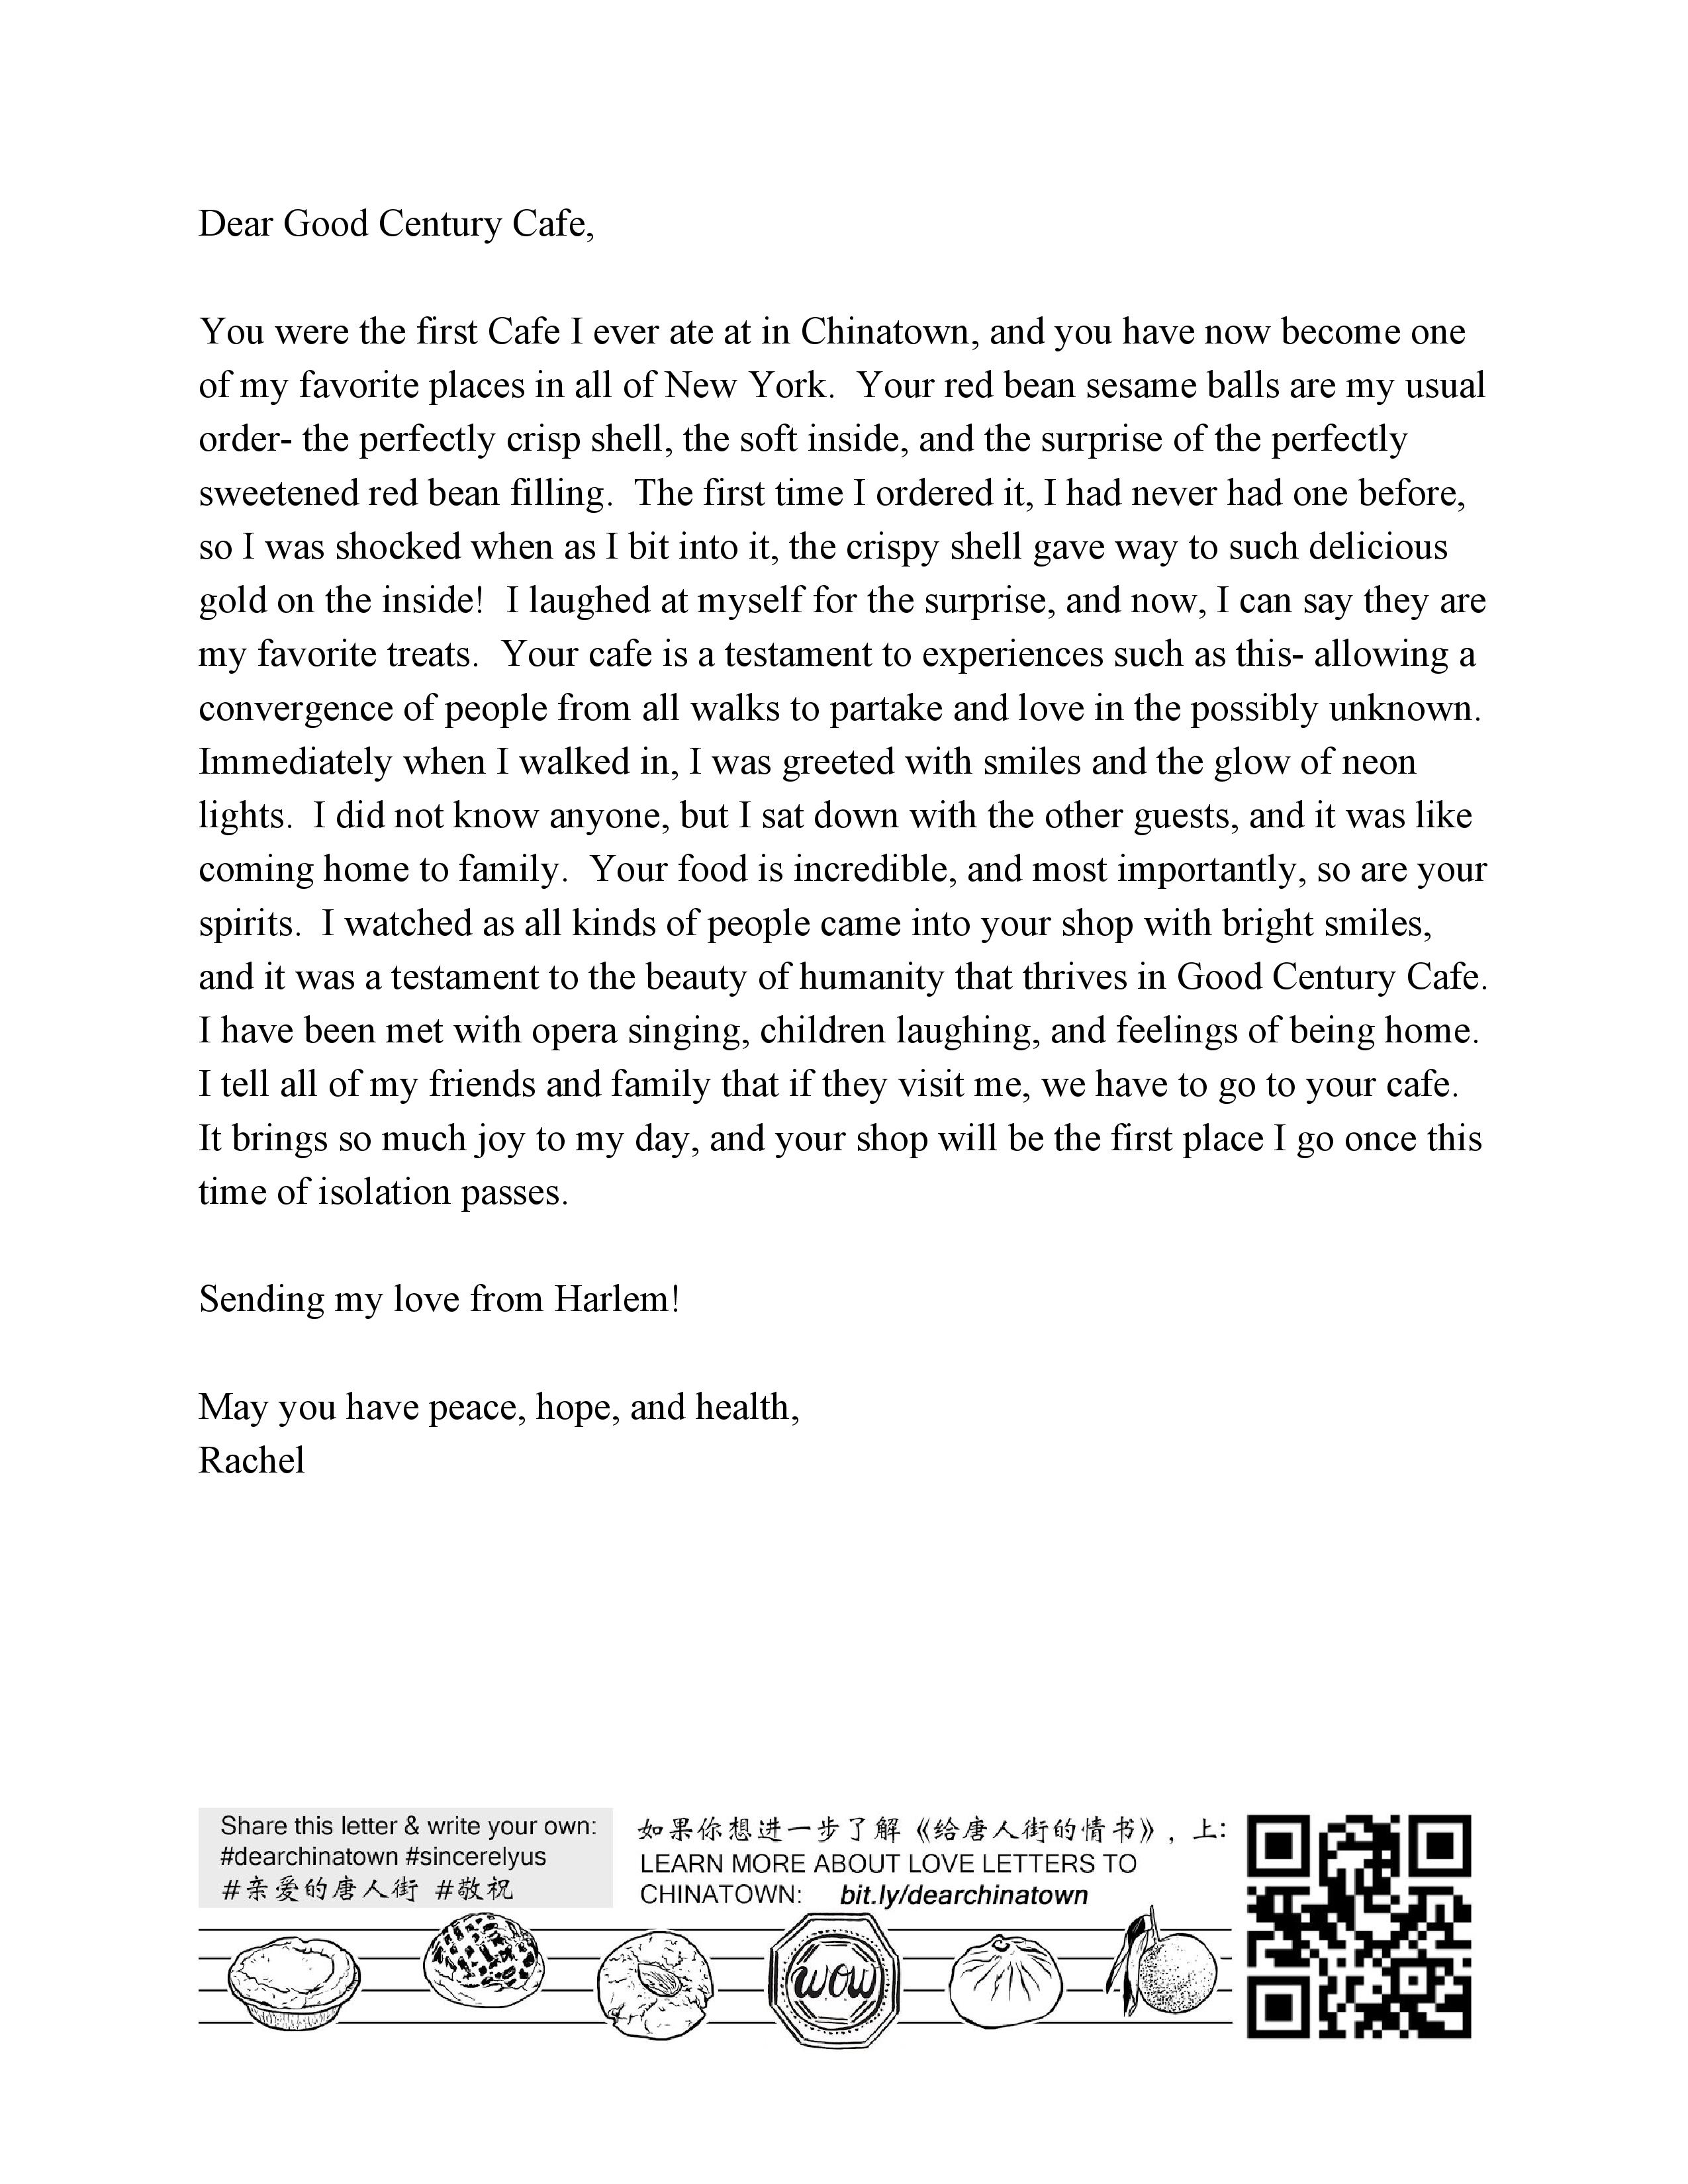 Dear Good Century Cafe,
You were the first Cafe I ever ate at in Chinatown, and you have now become one
of my favorite places in all of New York.  Your red bean sesame balls are my usual
order- the perfectly crisp shell, the soft inside, and the surprise of the perfectly
sweetened red bean filling.  The first time I ordered it, I had never had one before,
so I was shocked when as I bit into it, the crispy shell gave way to such delicious
gold on the inside!  I laughed at myself for the surprise, and now, I can say they are
my favorite treats.  Your cafe is a testament to experiences such as this- allowing a
convergence of people from all walks to partake and love in the possibly unknown.
Immediately when I walked in, I was greeted with smiles and the glow of neon
lights.  I did not know anyone, but I sat down with the other guests, and it was like
coming home to family.  Your food is incredible, and most importantly, so are your
spirits.  I watched as all kinds of people came into your shop with bright smiles,
and it was a testament to the beauty of humanity that thrives in Good Century Cafe.
I have been met with opera singing, children laughing, and feelings of being home.
I tell all of my friends and family that if they visit me, we have to go to your cafe.
It brings so much joy to my day, and your shop will be the first place I go once this
time of isolation passes.
Sending my love from Harlem!
May you have peace, hope, and health,
Rachel
Share this letter & write your own:
#dearchinatown #sincerelyus
#亲爱的唐人街 #敬祝
如果你想进一步了解《给唐人街的情书》, 上:
LEARN MORE ABOUT LOVE LETTERS TO
CHINATOWN: bit.ly/dearchinatown
wow